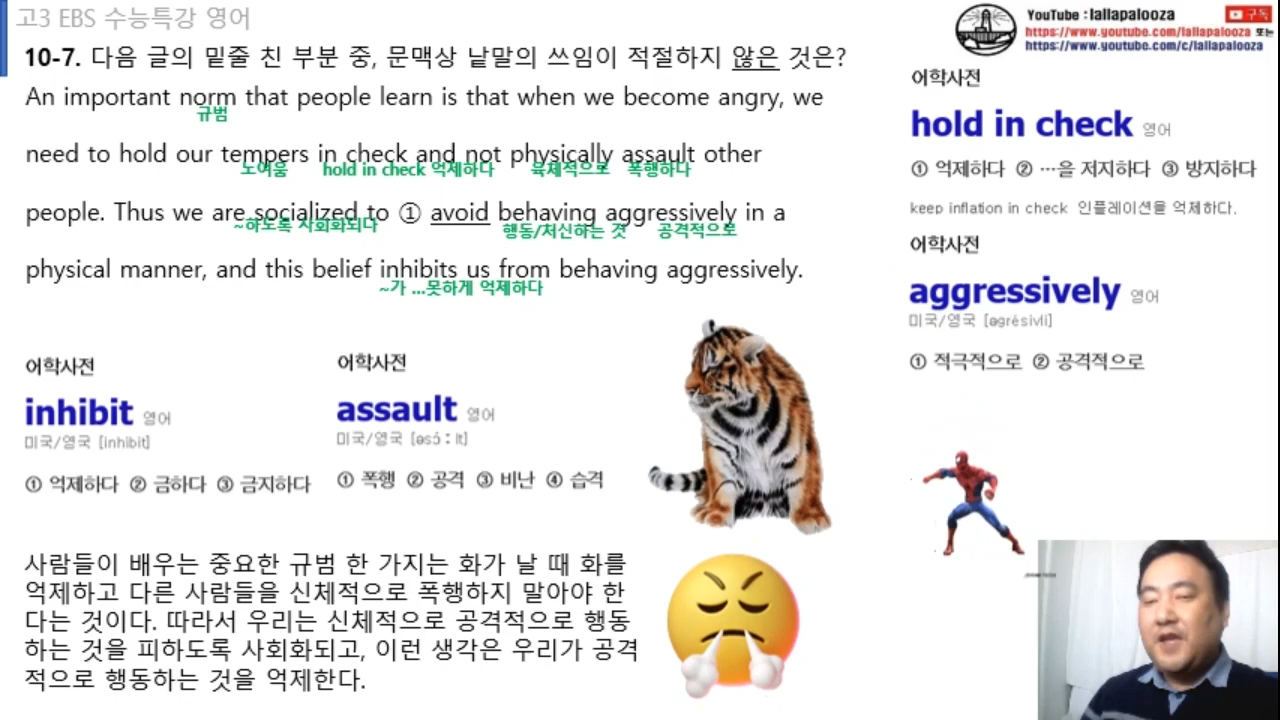 고3 EBS 수능특강 영어
10-7. 다음 글의 밑줄 친 부분 중, 문맥상 낱말의 쓰임이 적절하지 않은 것은?
An important norm that people learn is that when we become angry, we
규범
need to hold our tempers in check and not physically assault other
노여움 hold in check 억제하다 육체적으로 폭행하다
people. Thus we are socialized to ① avoid behaving aggressively in a
~하도록 사회화되다 행동/처신하는 것 공격적으로
physical manner, and this belief inhibits us from behaving aggressively.
~가 ...못하게 억제하다
어학사전
inhibit 영어
미국/영국 [inhíbit]
① 억제하다 ② 금하다 ③ 금지하다
어학사전
assault 영어
미국/영국 [əsɔ́ː lt]
① 폭행 ② 공격 ③ 비난 ④ 습격
사람들이 배우는 중요한 규범 한 가지는 화가 날 때 화를
억제하고 다른 사람들을 신체적으로 폭행하지 말아야 한
다는 것이다. 따라서 우리는 신체적으로 공격적으로 행동
하는 것을 피하도록 사회화되고, 이런 생각은 우리가 공격
적으로 행동하는 것을 억제한다.
YouTube : lallapalooza 구독
https://www.youtube.com/lallapalooza 또는
https://www.youtube.com/c/lallapalooza
어학사전
hold in check 영어
① 억제하다 ② …을 저지하다 ③ 방지하다
keep inflation in check 인플레이션을 억제하다.
어학사전
aggressively 영어
미국/영국 [əgrésivli]
① 적극적으로 ② 공격적으로